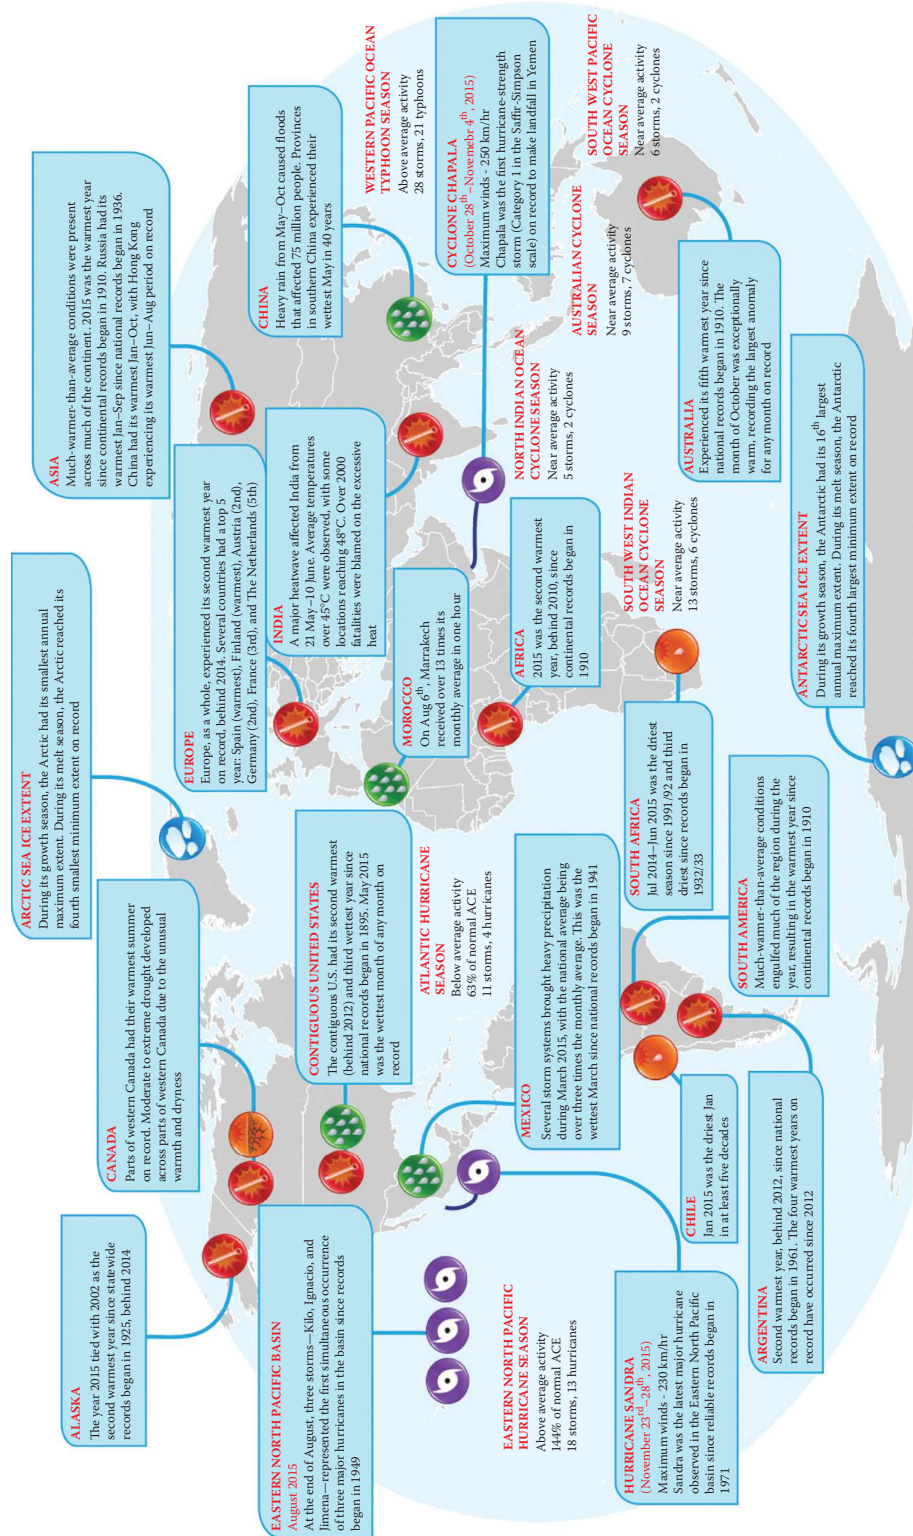 ALASKA
The year 2015 tied with 2002 as the
second warmest year since statewide
records began in 1925, behind 2014
CANADA
Parts of western Canada had their warmest summer
on record. Moderate to extreme drought developed
across parts of western Canada due to the unusual
warmth and dryness
ARCTIC SEA ICE EXTENT
During its growth season, the Arctic had its smallest annual
maximum extent. During its melt season, the Arctic reached its
fourth smallest minimum extent on record
ASIA
Much-warmer-than-average conditions were present
across much of the continent. 2015 was the warmest year
since continental records began in 1910. Russia had its
warmest Jan–Sep since national records began in 1936.
China had its warmest Jan–Oct, with Hong Kong
experiencing its warmest Jun–Aug period on record
EUROPE
Europe, as a whole, experienced its second warmest year
on record, behind 2014. Several countries had a top 5
year: Spain (warmest), Finland (warmest), Austria (2nd),
Germany (2nd), France (3rd), and The Netherlands (5th)
CHINA
Heavy rain from May–Oct caused floods
that affected 75 million people. Provinces
in southern China experienced their
wettest May in 40 years
EASTERN NORTH PACIFIC BASIN
August 2015
At the end of August, three storms—Kilo, Ignacio, and
Jimena—represented the first simultaneous occurrence
of three major hurricanes in the basin since records
began in 1949
CONTIGUOUS UNITED STATES
The contiguous U.S. had its second warmest
(behind 2012) and third wettest year since
national records began in 1895. May 2015
was the wettest month of any month on
record
INDIA
A major heatwave affected India from
21 May–10 June. Average temperatures
over 45°C were observed, with some
locations reaching 48°C. Over 2000
fatalities were blamed on the excessive
heat
WESTERN PACIFIC OCEAN
TYPHOON SEASON
Above average activity
28 storms, 21 typhoons
MOROCCO
On Aug 6th, Marrakech
received over 13 times its
monthly average in one hour
ATLANTIC HURRICANE
SEASON
Below average activity
63% of normal ACE
11 storms, 4 hurricanes
CYCLONE CHAPALA
(October 28th–Novemebr 4th, 2015)
Maximum winds - 250 km/hr
Chapala was the first hurricane-strength
storm (Category 1 in the Saffir-Simpson
scale) on record to make landfall in Yemen
EASTERN NORTH PACIFIC
HURRICANE SEASON
Above average activity
144% of normal ACE
18 storms, 13 hurricanes
MEXICO
Several storm systems brought heavy precipitation
during March 2015, with the national average being
over three times the monthly average. This was the
wettest March since national records began in 1941
AFRICA
2015 was the second warmest
year, behind 2010, since
continental records began in
1910
NORTH INDIAN OCEAN
CYCLONE SEASON
Near average activity
5 storms, 2 cyclones
AUSTRALIAN CYCLONE
SEASON
Near average activity
9 storms, 7 cyclones
SOUTH WEST PACIFIC
OCEAN CYCLONE
SEASON
Near average activity
6 storms, 2 cyclones
HURRICANE SANDRA
(November 23rd–28th, 2015)
Maximum winds - 230 km/hr
Sandra was the latest major hurricane
observed in the Eastern North Pacific
basin since reliable records began in
1971
CHILE
Jan 2015 was the driest Jan
in at least five decades
SOUTH AFRICA
Jul 2014–Jun 2015 was the driest
season since 1991/92 and third
driest since records began in
1932/33
SOUTH WEST INDIAN
OCEAN CYCLONE
SEASON
Near average activity
13 storms, 6 cyclones
AUSTRALIA
Experienced its fifth warmest year since
national records began in 1910. The
month of October was exceptionally
warm, recording the largest anomaly
for any month on record
ARGENTINA
Second warmest year, behind 2012, since national
records began in 1961. The four warmest years on
record have occurred since 2012
SOUTH AMERICA
Much-warmer-than-average conditions
engulfed much of the region during the
year, resulting in the warmest year since
continental records began in 1910
ANTARCTIC SEA ICE EXTENT
During its growth season, the Antarctic had its 16th largest
annual maximum extent. During its melt season, the Antarctic
reached its fourth largest minimum extent on record